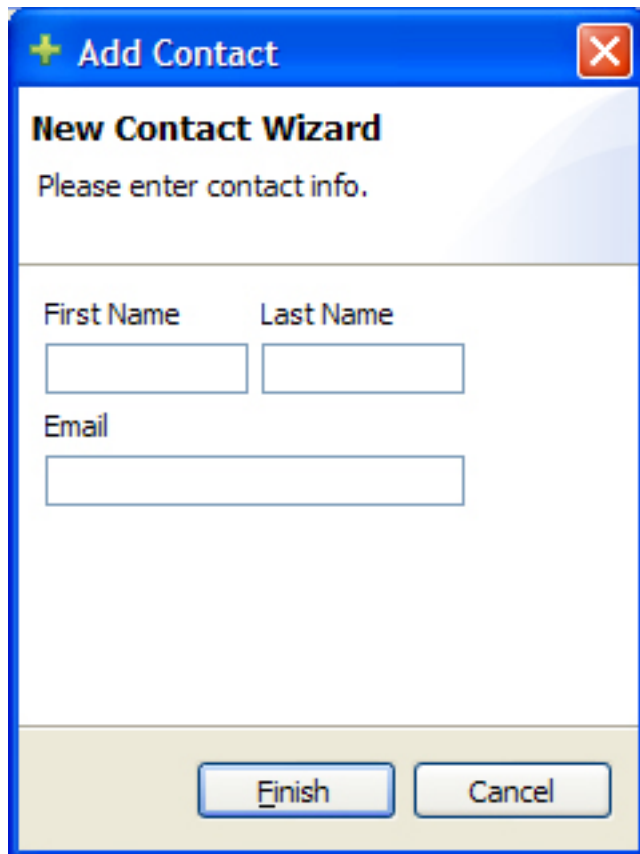 Add Contact
New Contact Wizard
Please enter contact info.
First Name Last Name
Email
Finish Cancel